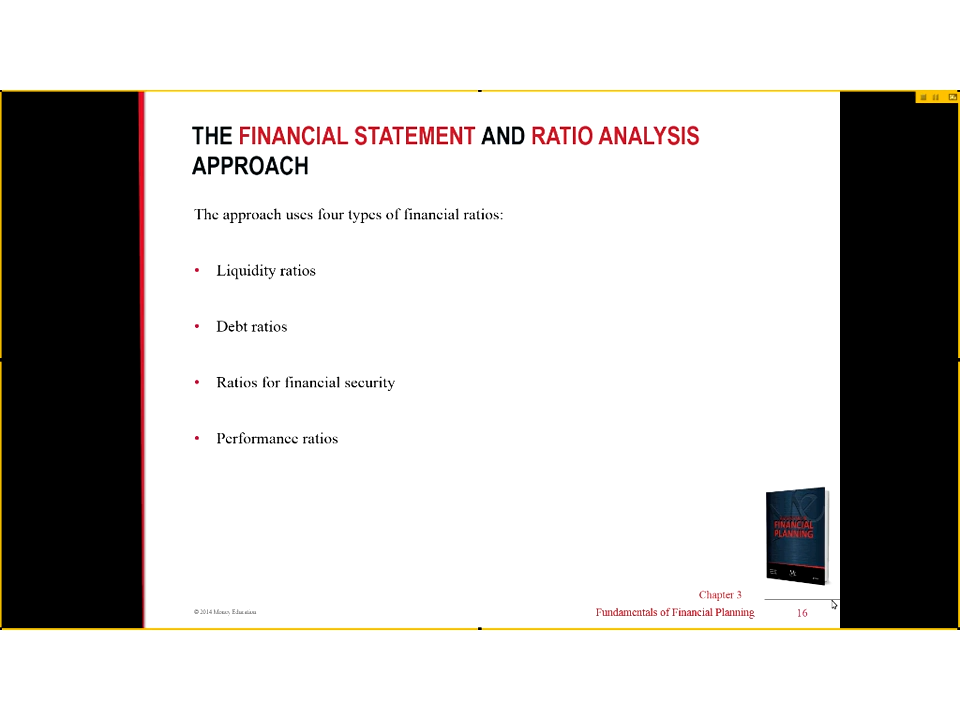 THE FINANCIAL STATEMENT AND RATIO ANALYSIS
APPROACH
The approach uses four types of financial ratios:
• Liquidity ratios
• Debt ratios
• Ratios for financial security
• Performance ratios
FINANCIAL
PLANNING
Chapter 3
Fundamentals of Financial Planning
16
© 2014 Money Education